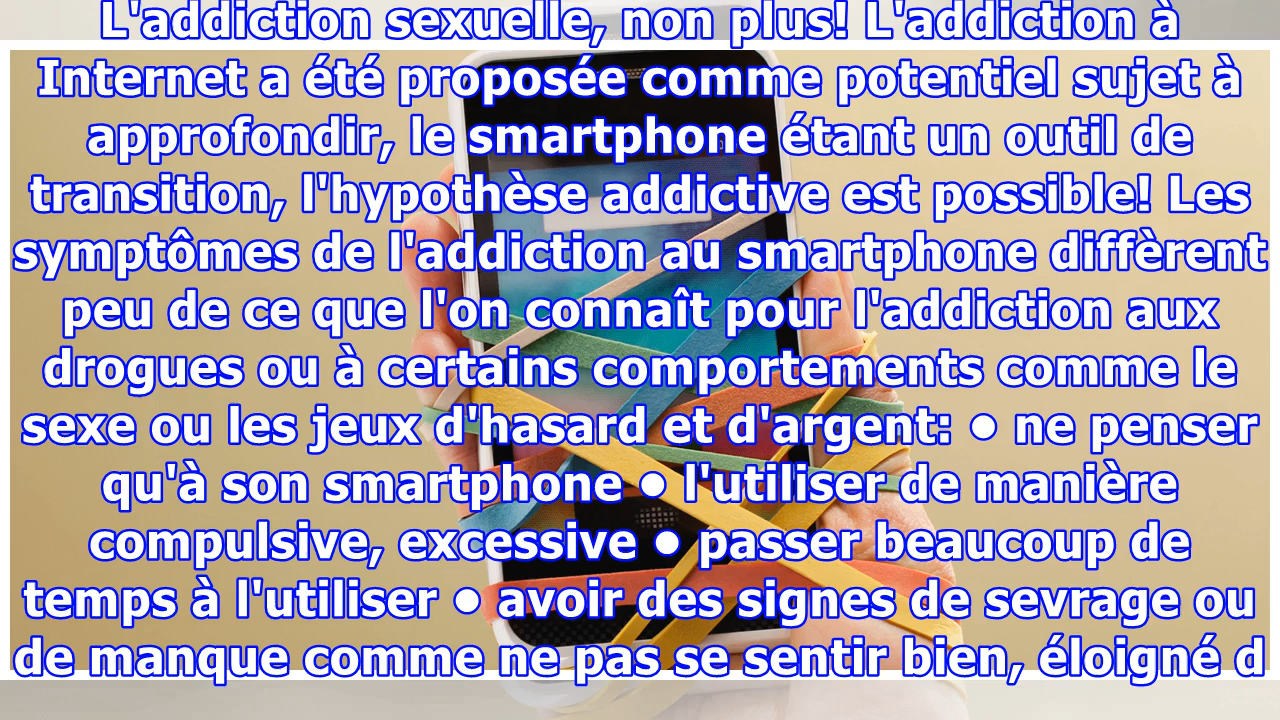 L'addiction sexuelle, non plus! L'addiction à
Internet a été proposée comme potentiel sujet à
approfondir, le smartphone étant un outil de
transition, l'hypothèse addictive est possible! Les
symptômes de l'addiction au smartphone diffèrent
peu de ce que l'on connaît pour l'addiction aux
drogues ou à certains comportements comme le
sexe ou les jeux d'hasard et d'argent: • ne penser
qu'à son smartphone • l'utiliser de manière
compulsive, excessive • passer beaucoup de
temps à l'utiliser • avoir des signes de sevrage ou
de manque comme ne pas se sentir bien, éloigné d